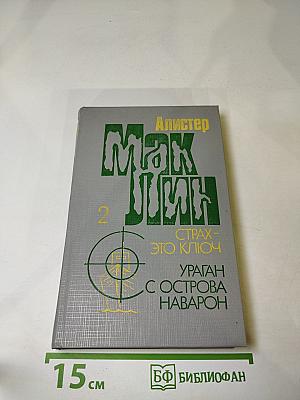 Алистер
Мак
Лин
2
СТРАХ-
ЭТО КЛЮЧ
УРАГАН
С ОСТРОВА
НАВАРОН
15 см
БФ БИБЛИОФАН